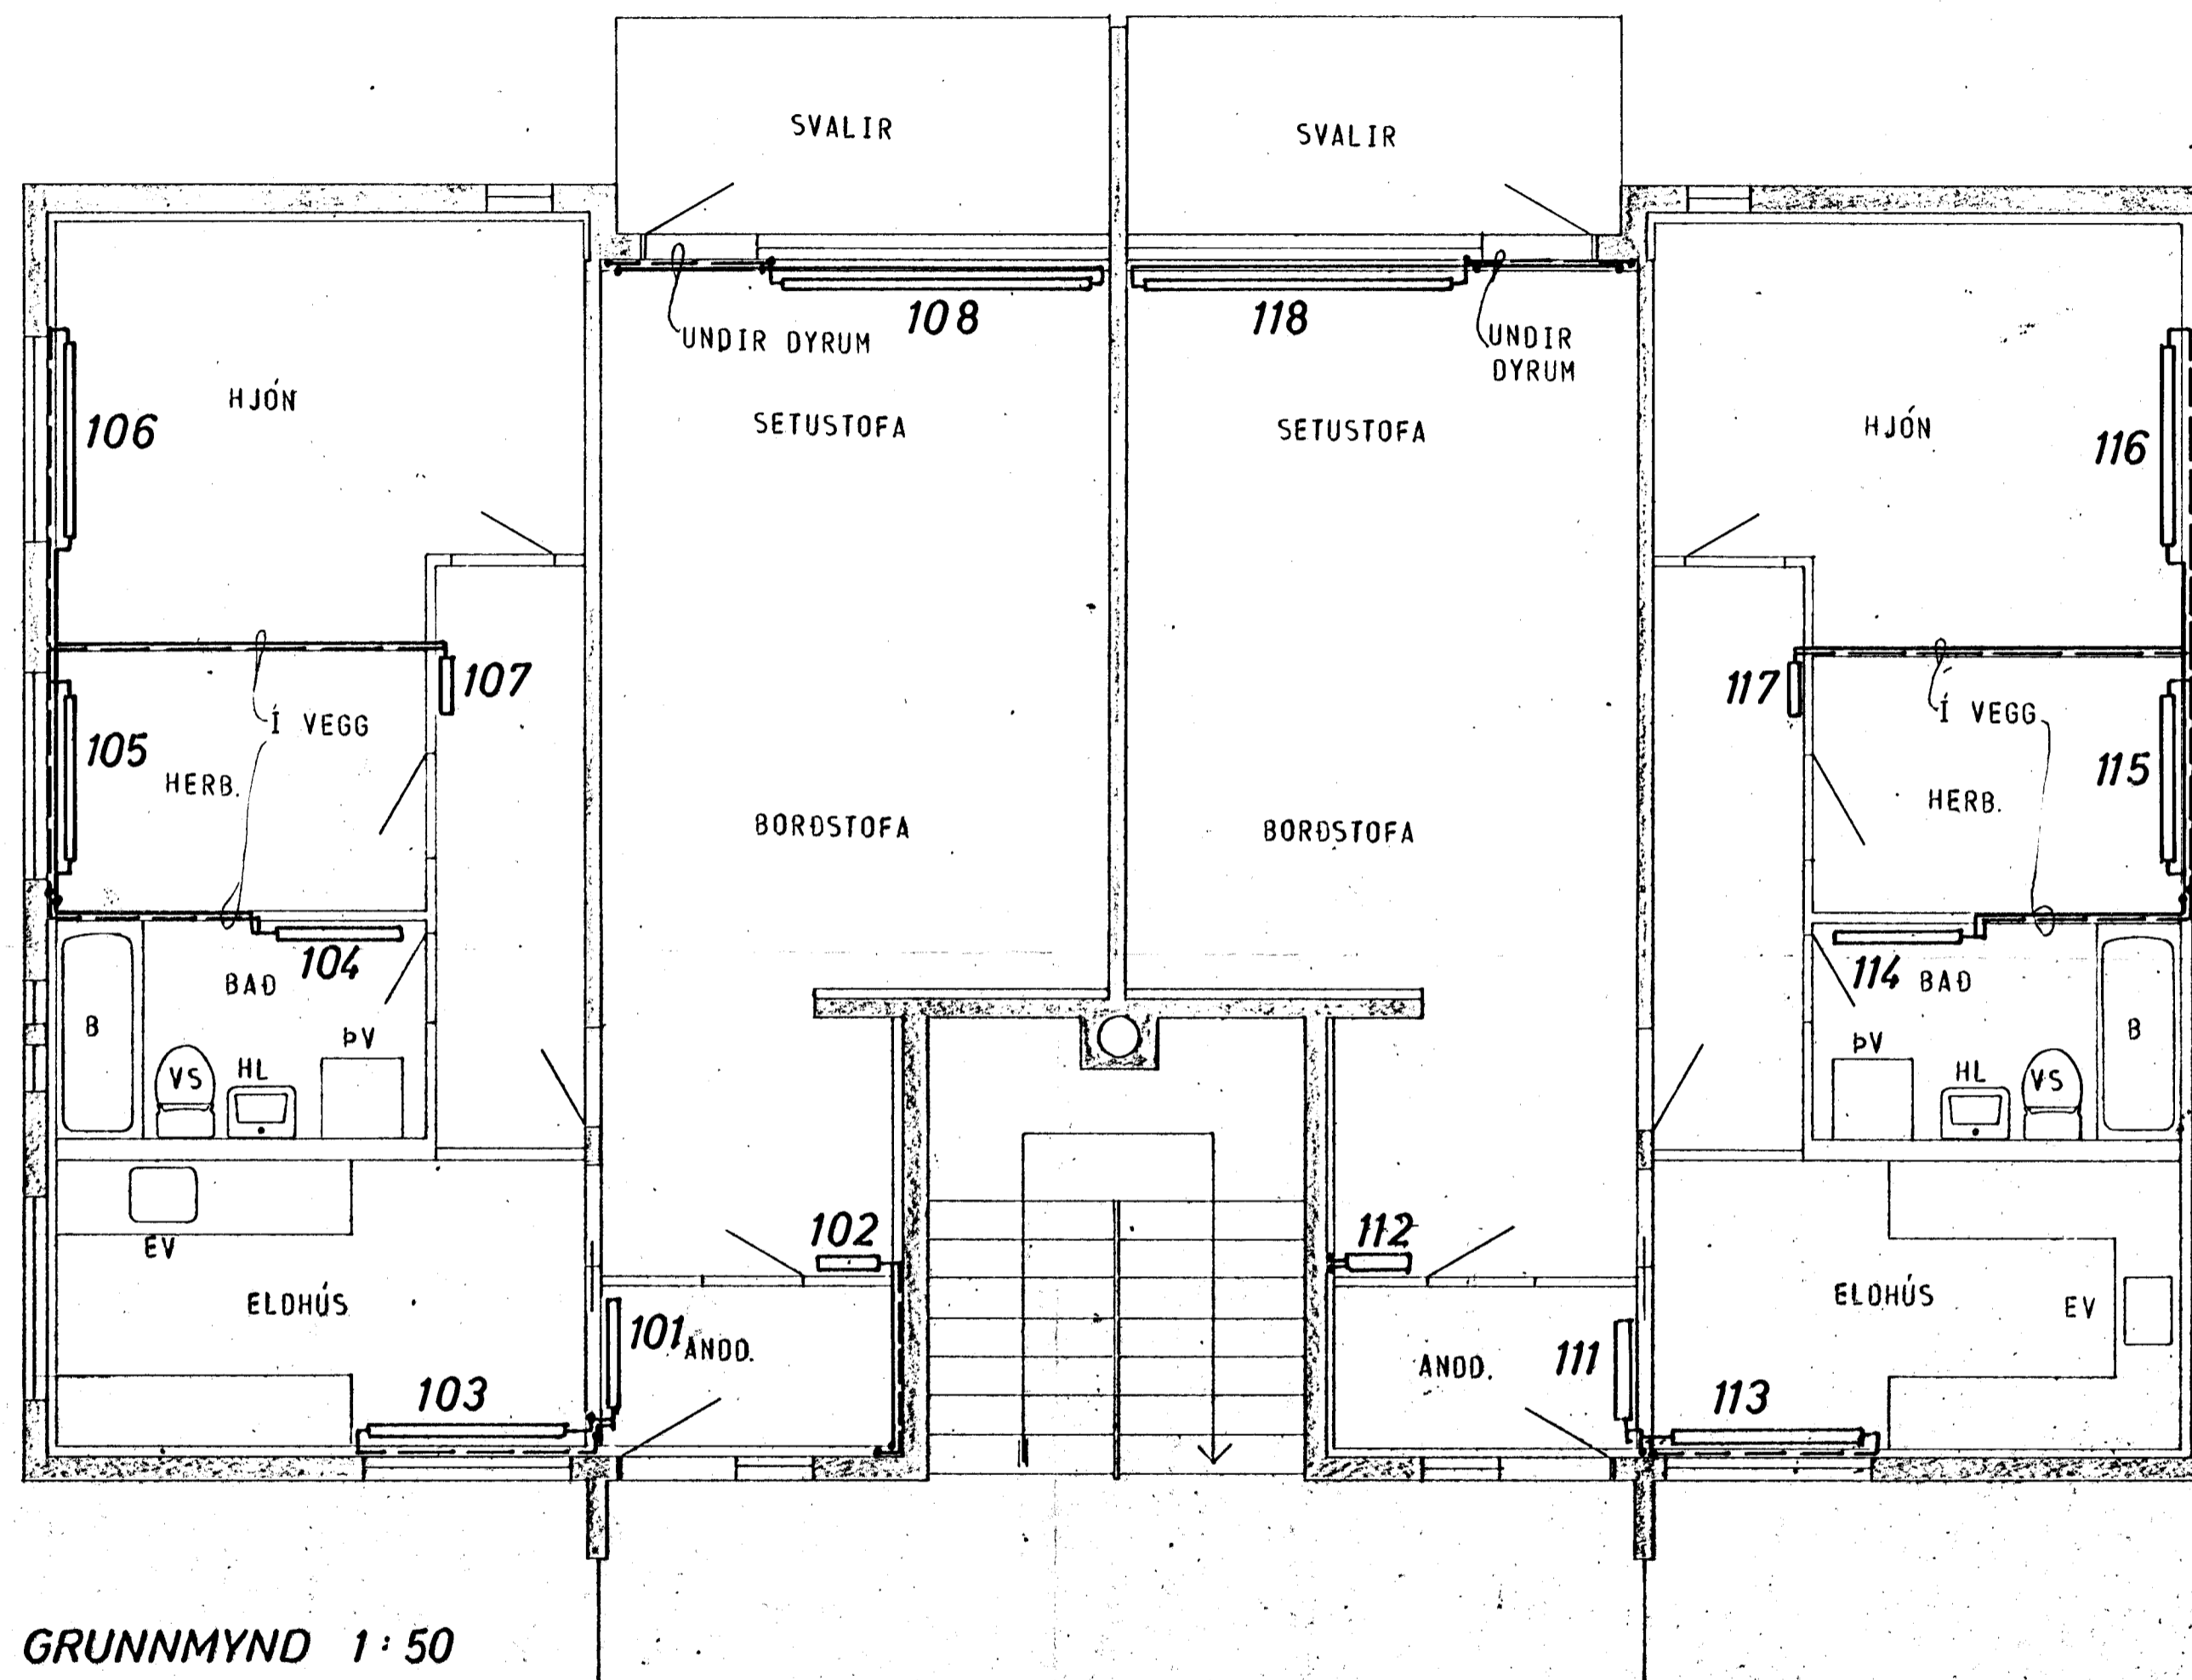 SVALIR
SVALIR
108
118
UNDIR DYRUM
UNDIR
DYRUM
HJÓN
106
SETUSTOFA
SETUSTOFA
HJÓN
116
107
117
Í VEGG
Í VEGG
105
HERB.
115
HERB.
BORÐSTOFA
BORÐSTOFA
104
BAÐ
114
BAÐ
B
ÞV
VS
HL
ÞV
HL
VS
B
102
112
EV
ELDHÚS
101
ANDD.
ANDD.
111
ELDHÚS
EV
103
113
GRUNNMYND 1:50